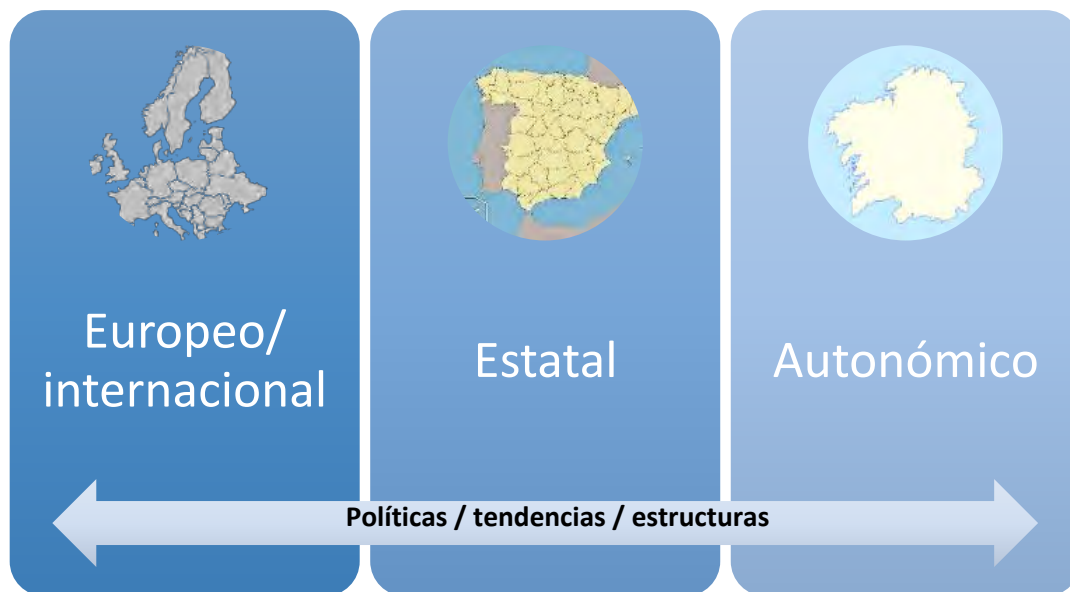 Europeo/
internacional
Estatal
Autonómico
Políticas / tendencias / estructuras